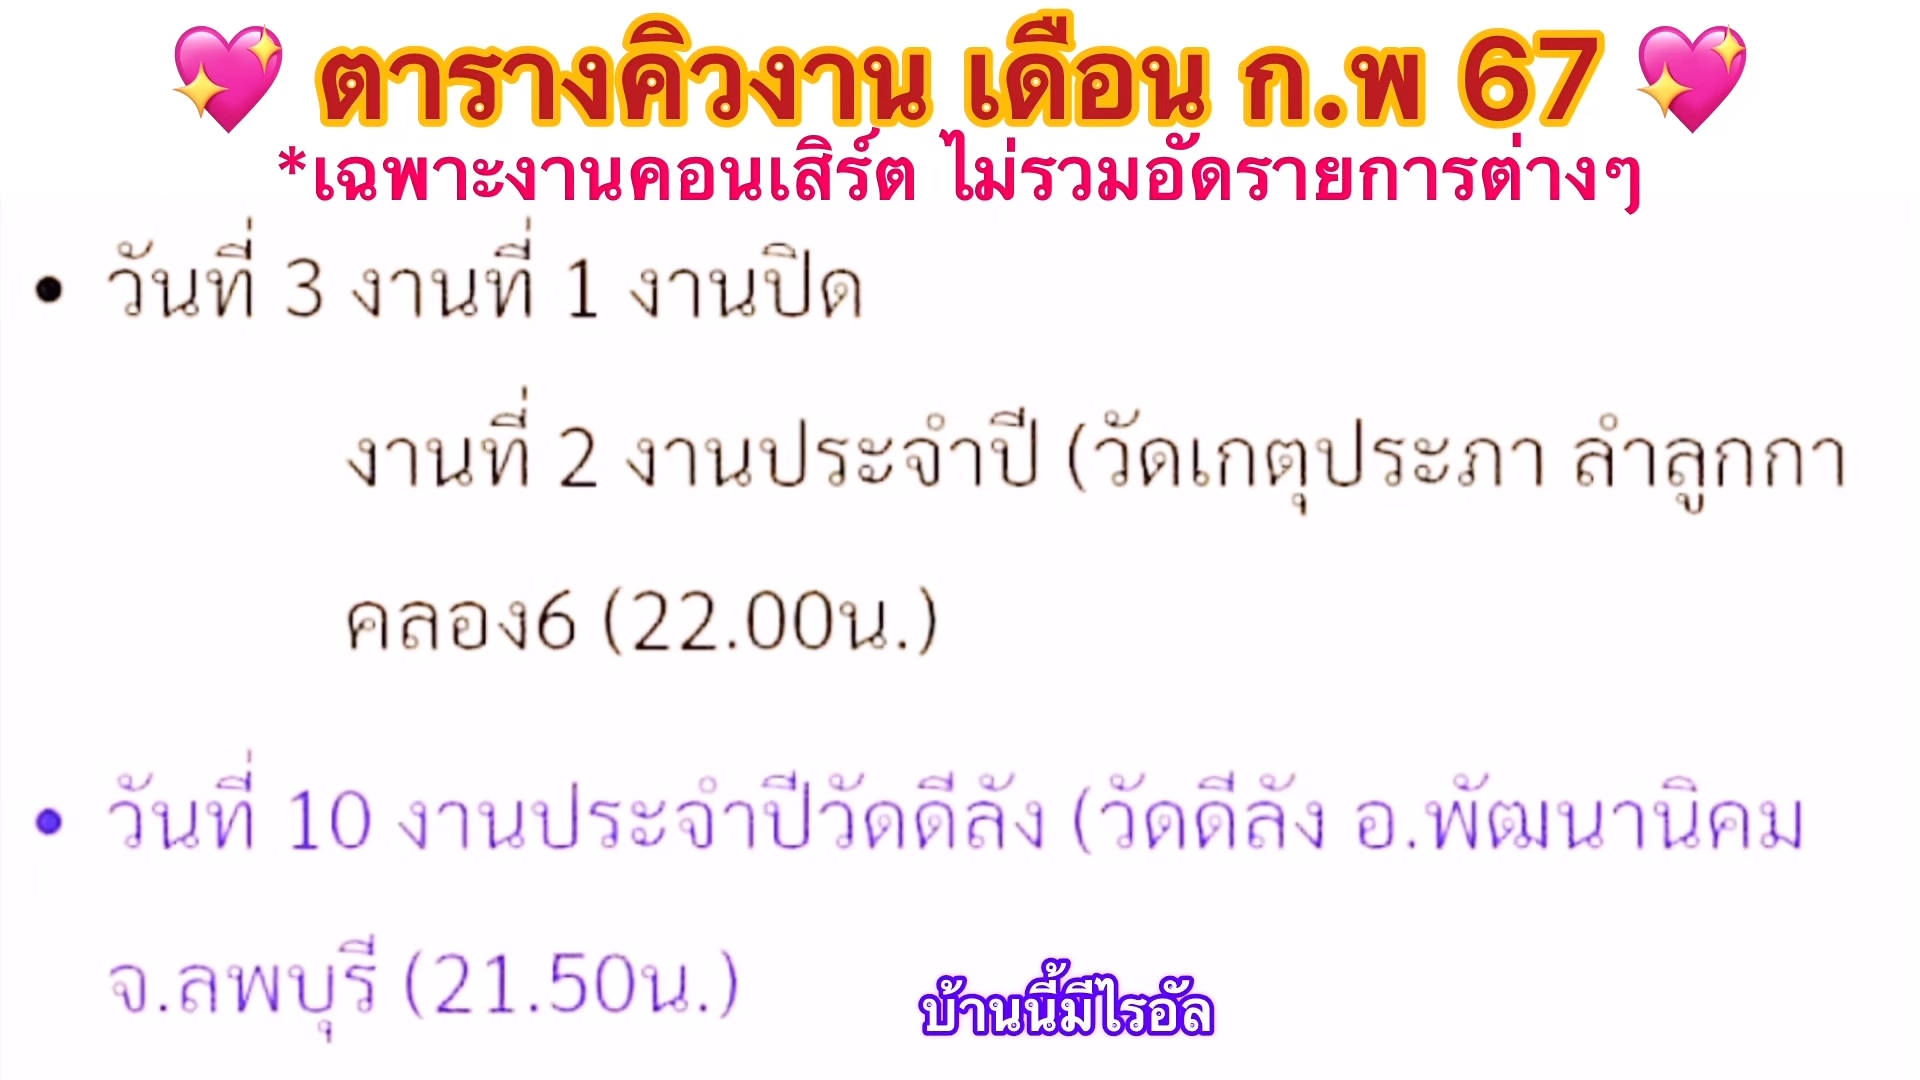 ตารางคิวงาน เดือน ก.พ 67
*เฉพาะงานคอนเสิร์ต ไม่รวมอัดรายการต่างๆ
• วันที่ 3 งานที่ 1 งานปิด
งานที่ 2 งานประจำปี (วัดเกตุประภา ลำลูกกา
คลอง6 (22.00น.)
• วันที่ 10 งานประจำปีวัดดีลัง (วัดดีลัง อ.พัฒนานิคม
จ.ลพบุรี (21.50น.)
บ้านนี้มีไรอัล